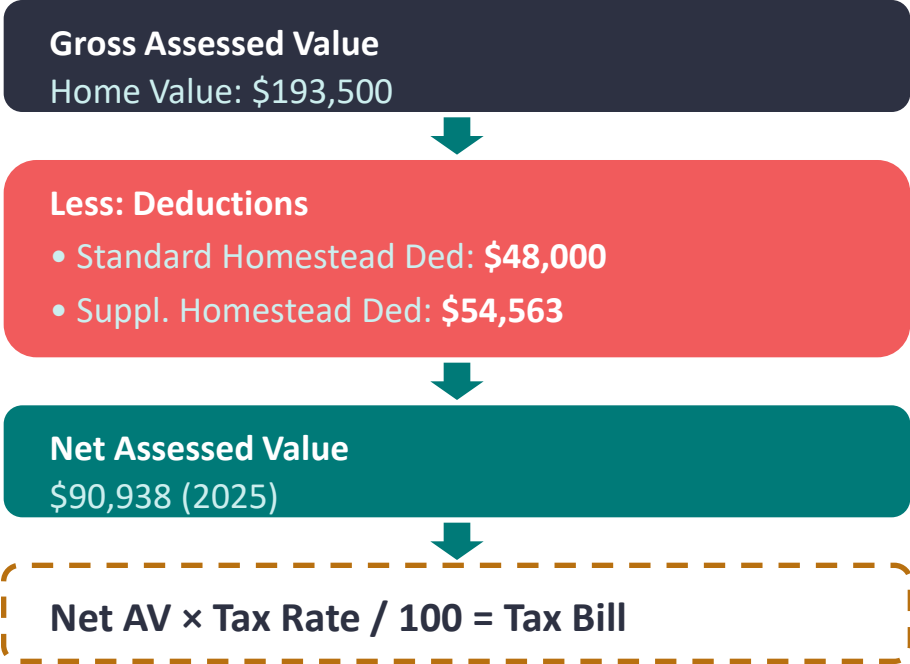 Gross Assessed Value
Home Value: $193,500
Less: Deductions
• Standard Homestead Ded: $48,000
• Suppl. Homestead Ded: $54,563
Net Assessed Value
$90,938 (2025)
Net AV × Tax Rate / 100 = Tax Bill